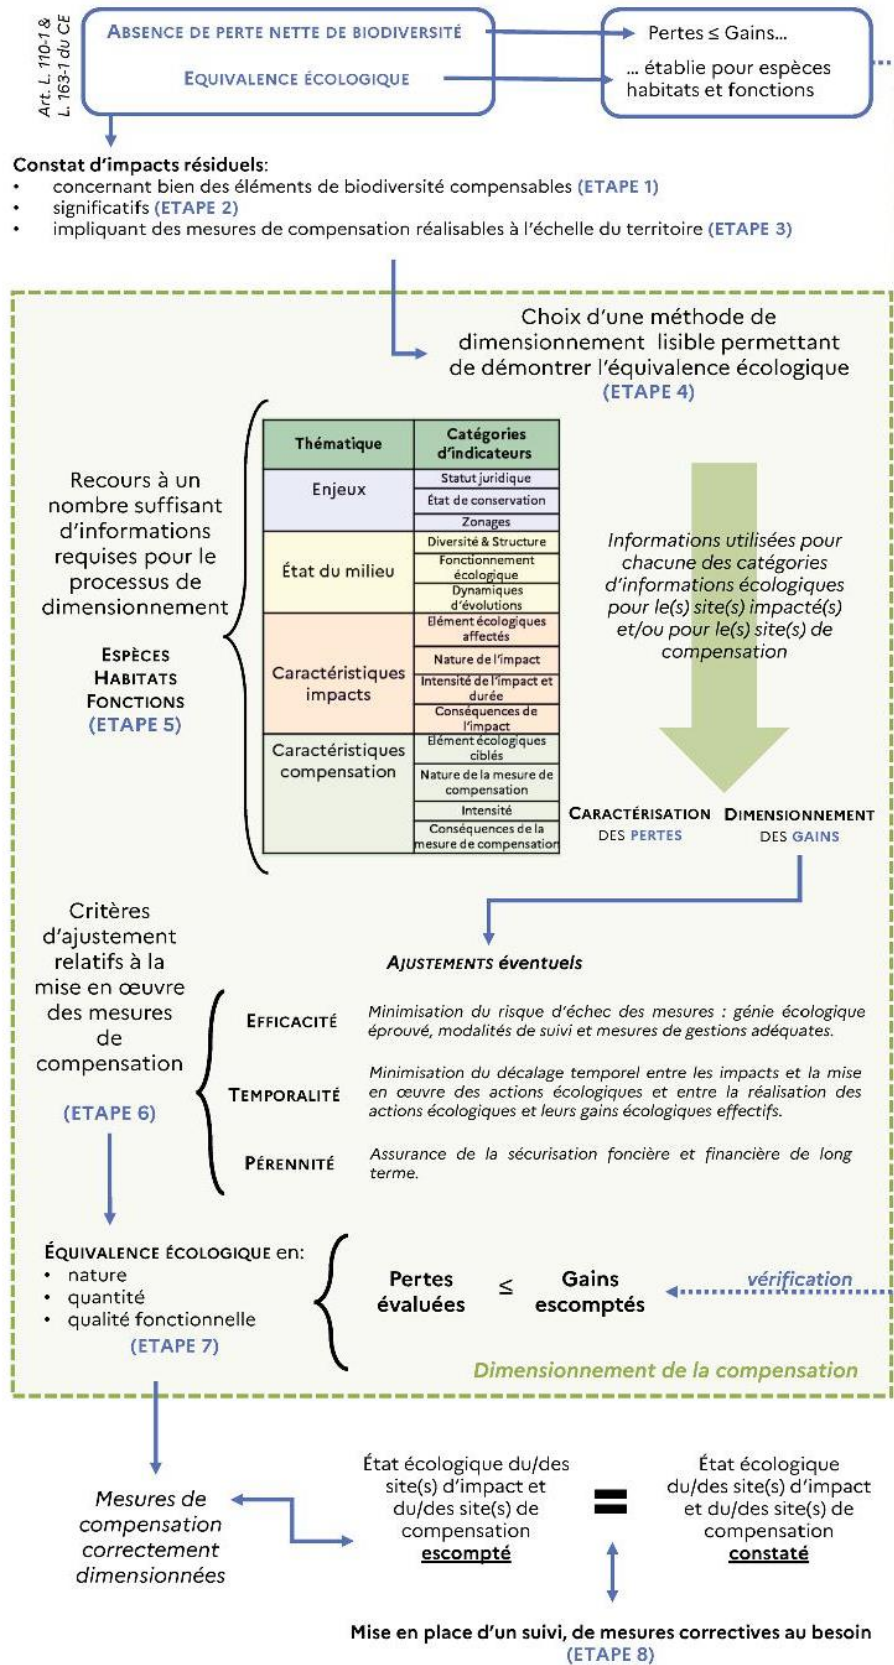 Art. L. 110-1 &
L. 163-1 du CE
ABSENCE DE PERTE NETTE DE BIODIVERSITÉ
EQUIVALENCE ÉCOLOGIQUE
Pertes ≤ Gains...
... établie pour espèces
habitats et fonctions
Constat d'impacts résiduels:
• concernant bien des éléments de biodiversité compensables (ETAPE 1)
• significatifs (ETAPE 2)
• impliquant des mesures de compensation réalisables à l'échelle du territoire (ETAPE 3)
Choix d'une méthode de
dimensionnement lisible permettant
de démontrer l'équivalence écologique
(ETAPE 4)
Recours à un
nombre suffisant
d'informations
requises pour le
processus de
dimensionnement
ESPÈCES
HABITATS
FONCTIONS
(ETAPE 5)
Thématique
Catégories
d'indicateurs
Enjeux
Statut juridique
État de conservation
Zonages
État du milieu
Diversité & Structure
Fonctionnement
écologique
Dynamiques
d'évolutions
Caractéristiques
impacts
Elément écologiques
affectés
Nature de l'impact
Intensité de l'impact et
durée
Conséquences de
l'impact
Caractéristiques
compensation
Elément écologiques
ciblés
Nature de la mesure de
compensation
Intensité
Conséquences de la
mesure de compensation
Informations utilisées pour
chacune des catégories
d'informations écologiques
pour le(s) site(s) impacté(s)
et/ou pour le(s) site(s) de
compensation
CARACTÉRISATION
DES PERTES
DIMENSIONNEMENT
DES GAINS
Critères
d'ajustement
relatifs à la
mise en œuvre
des mesures
de
compensation
(ETAPE 6)
AJUSTEMENTS éventuels
EFFICACITÉ
Minimisation du risque d'échec des mesures : génie écologique
éprouvé, modalités de suivi et mesures de gestions adéquates.
TEMPORALITÉ
Minimisation du décalage temporel entre les impacts et la mise
en œuvre des actions écologiques et entre la réalisation des
actions écologiques et leurs gains écologiques effectifs.
PÉRENNITÉ
Assurance de la sécurisation foncière et financière de long
terme.
ÉQUIVALENCE ÉCOLOGIQUE en:
• nature
• quantité
• qualité fonctionnelle
(ETAPE 7)
Pertes
évaluées
≤
Gains
escomptés
vérification
Dimensionnement de la compensation
Mesures de
compensation
correctement
dimensionnées
État écologique du/des
site(s) d'impact et
du/des site(s) de
compensation
escompté
=
État écologique
du/des site(s) d'impact
et du/des site(s) de
compensation
constaté
Mise en place d'un suivi, de mesures correctives au besoin
(ETAPE 8)